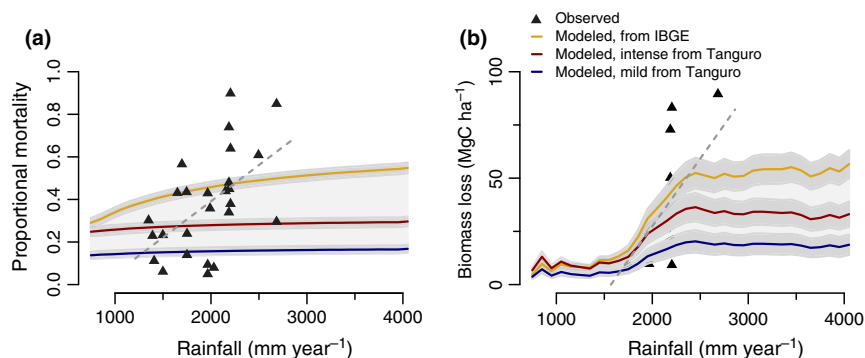 Observed
Modeled, from IBGE
Modeled, intense from Tanguro
Modeled, mild from Tanguro
(a)
(b)
Proportional mortality
1.0
0.8
0.6
0.4
0.2
0.0
1000 2000 3000 4000
Rainfall (mm year⁻¹)
Biomass loss (MgC ha⁻¹)
100
50
0
1000 2000 3000 4000
Rainfall (mm year⁻¹)